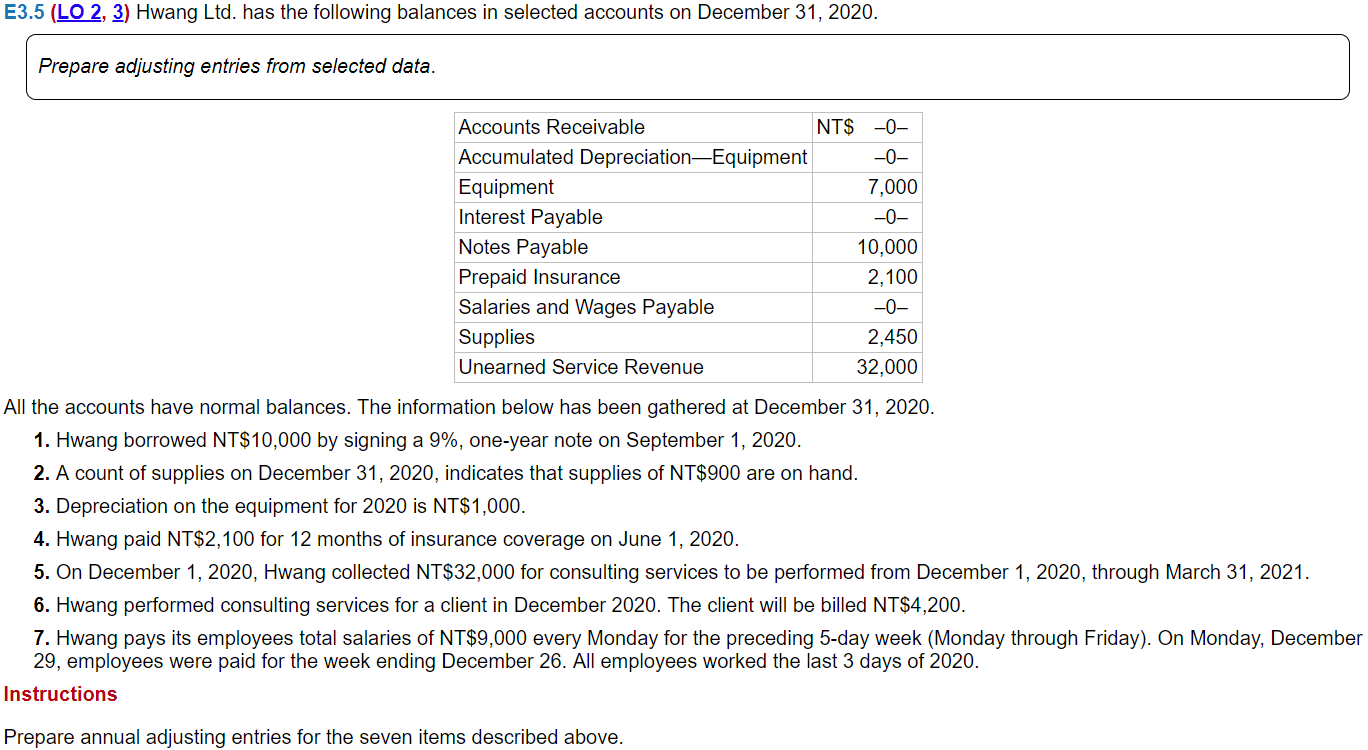 E3.5 (LO 2, 3) Hwang Ltd. has the following balances in selected accounts on December 31, 2020.
Prepare adjusting entries from selected data.
Accounts Receivable NT$ –0–
Accumulated Depreciation—Equipment –0–
Equipment 7,000
Interest Payable –0–
Notes Payable 10,000
Prepaid Insurance 2,100
Salaries and Wages Payable –0–
Supplies 2,450
Unearned Service Revenue 32,000
All the accounts have normal balances. The information below has been gathered at December 31, 2020.
1. Hwang borrowed NT$10,000 by signing a 9%, one-year note on September 1, 2020.
2. A count of supplies on December 31, 2020, indicates that supplies of NT$900 are on hand.
3. Depreciation on the equipment for 2020 is NT$1,000.
4. Hwang paid NT$2,100 for 12 months of insurance coverage on June 1, 2020.
5. On December 1, 2020, Hwang collected NT$32,000 for consulting services to be performed from December 1, 2020, through March 31, 2021.
6. Hwang performed consulting services for a client in December 2020. The client will be billed NT$4,200.
7. Hwang pays its employees total salaries of NT$9,000 every Monday for the preceding 5-day week (Monday through Friday). On Monday, December
29, employees were paid for the week ending December 26. All employees worked the last 3 days of 2020.
Instructions
Prepare annual adjusting entries for the seven items described above.